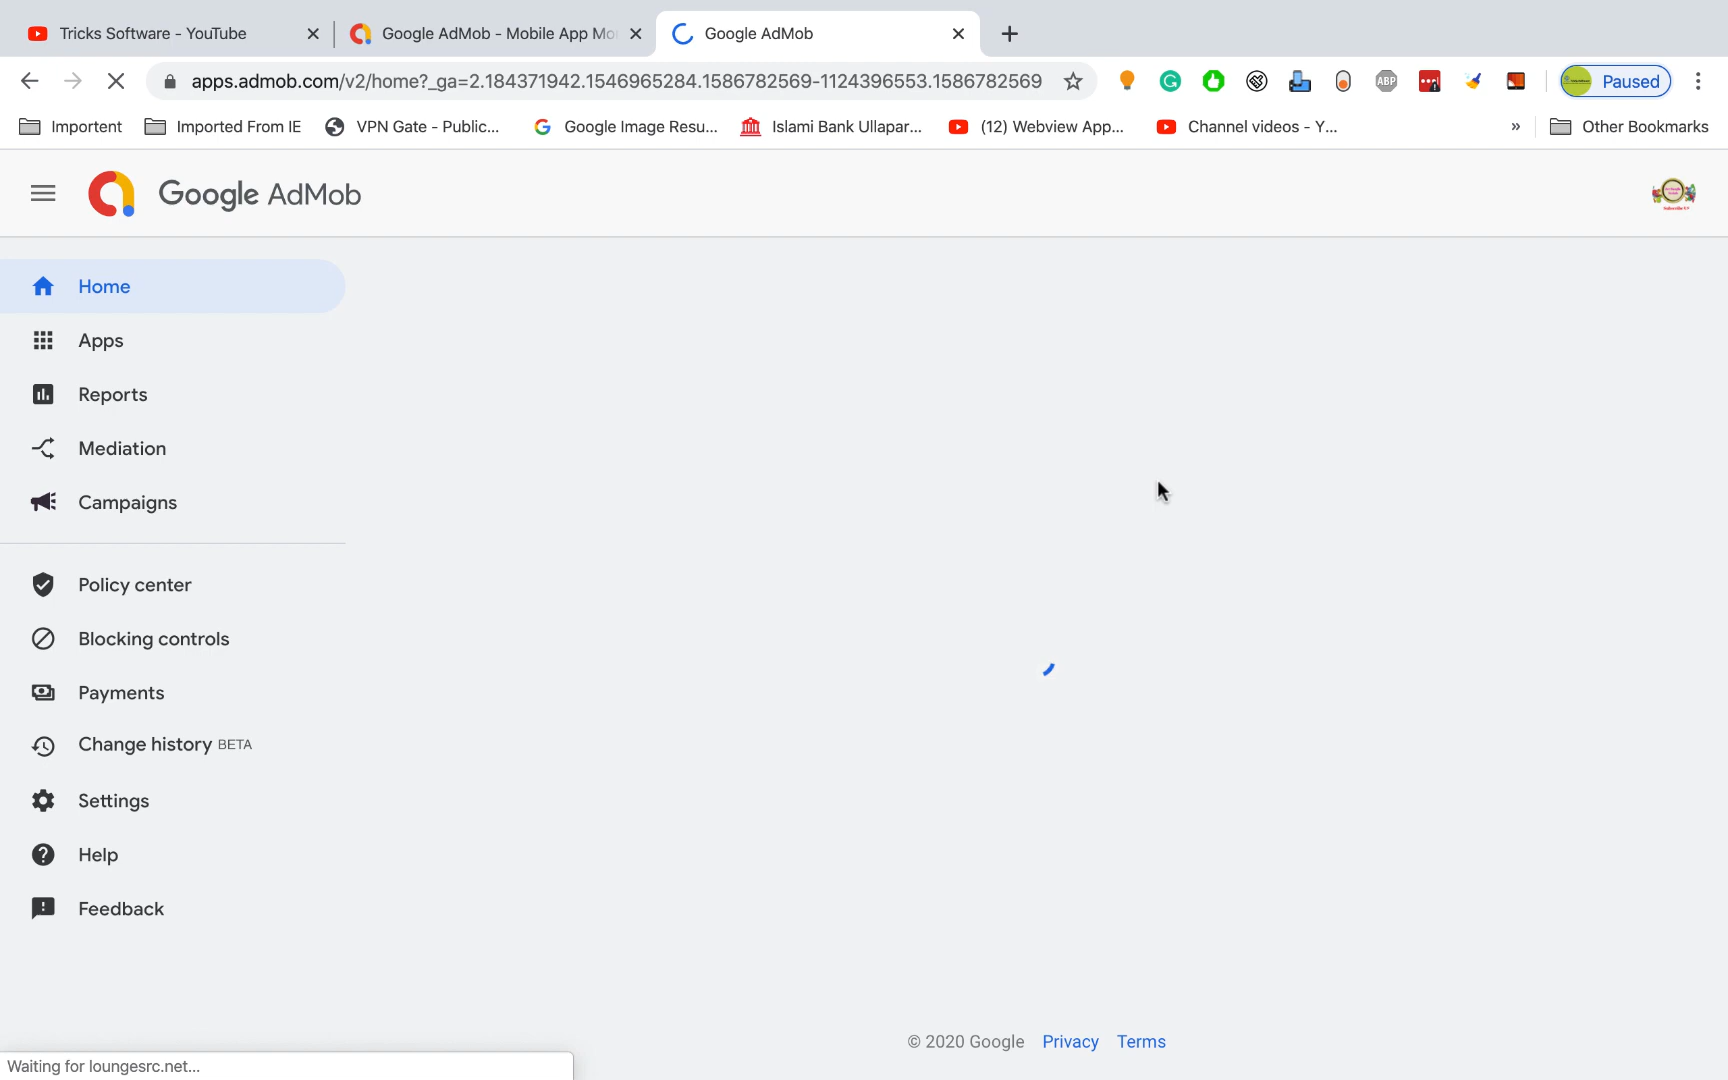 Tricks Software - YouTube
Google AdMob - Mobile App Mo
Google AdMob
apps.admob.com/v2/home?_ga=2.184371942.1546965284.1586782569-1124396553.1586782569
ABP
Paused
Importent
Imported From IE
VPN Gate - Public...
Google Image Resu...
Islami Bank Ullapar...
(12) Webview App...
Channel videos - Y...
»
Other Bookmarks
Google AdMob
Home
Apps
Reports
Mediation
Campaigns
Policy center
Blocking controls
Payments
Change history BETA
Settings
Help
Feedback
© 2020 Google Privacy Terms
Waiting for loungesrc.net...